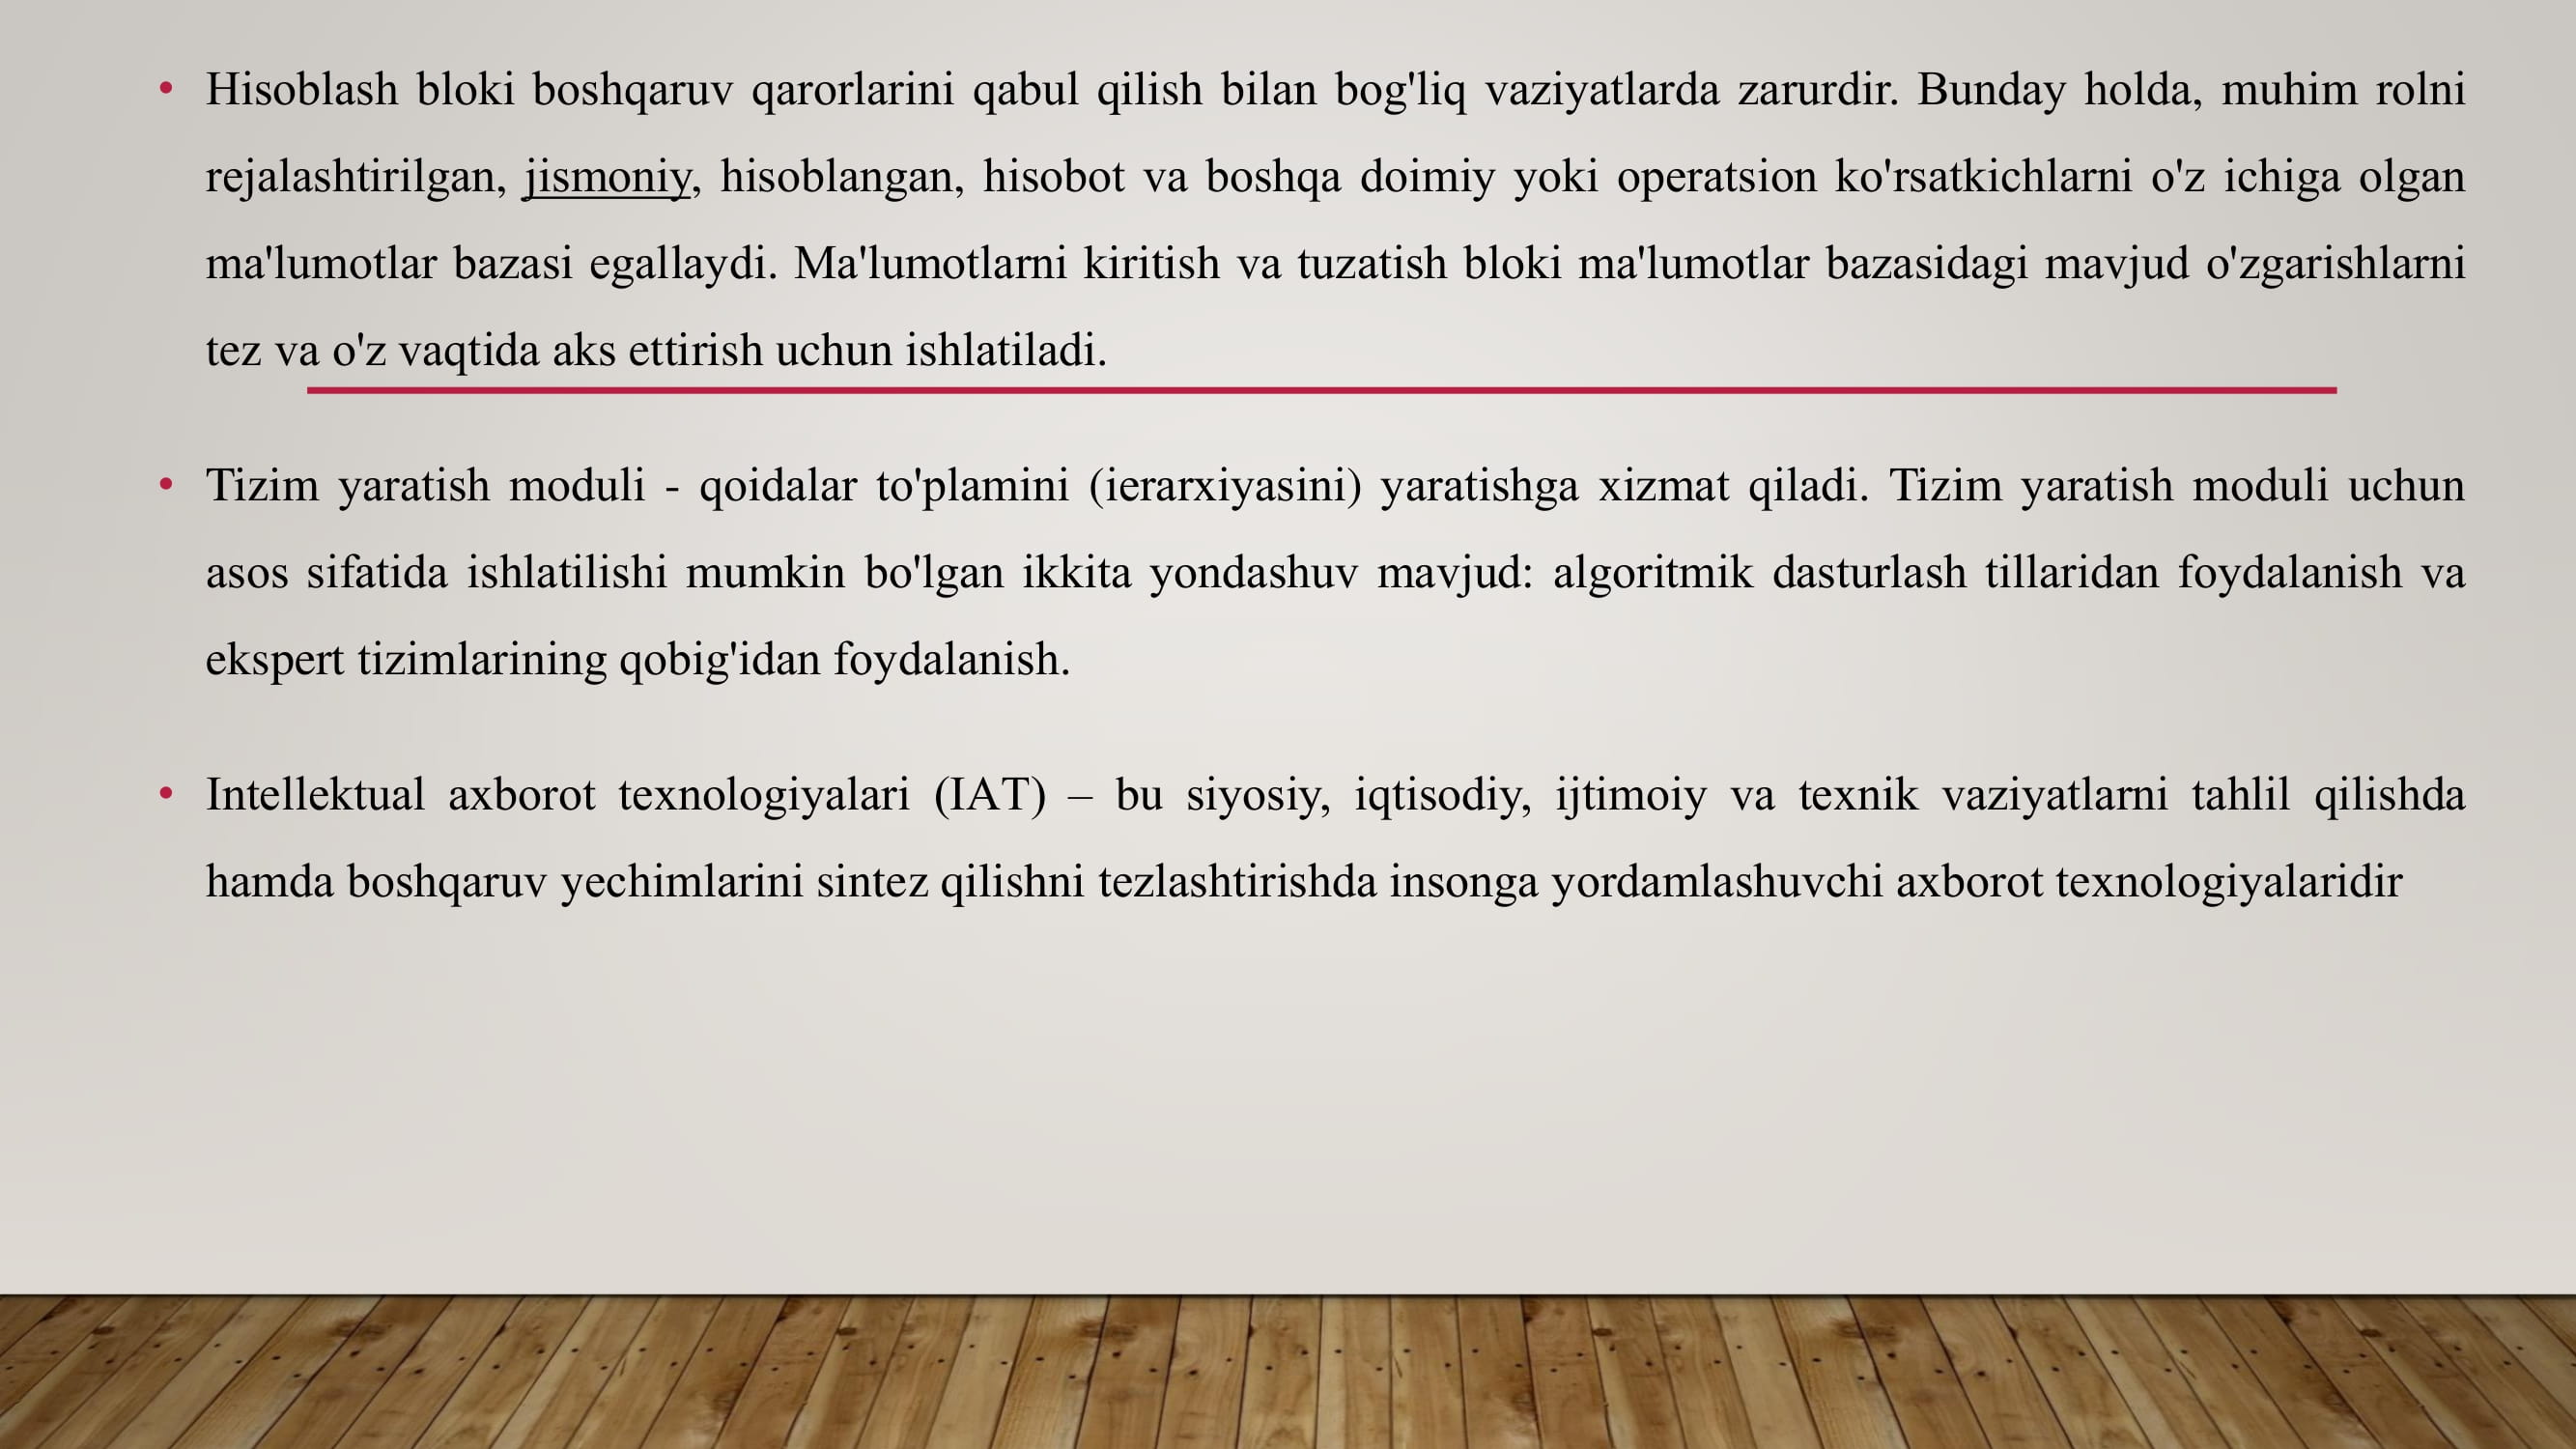 • Hisoblash bloki boshqaruv qarorlarini qabul qilish bilan bog'liq vaziyatlarda zarurdir. Bunday holda, muhim rolni
rejalashtirilgan, jismoniy, hisoblangan, hisobot va boshqa doimiy yoki operatsion ko'rsatkichlarni o'z ichiga olgan
ma'lumotlar bazasi egallaydi. Ma'lumotlarni kiritish va tuzatish bloki ma'lumotlar bazasidagi mavjud o'zgarishlarni
tez va o'z vaqtida aks ettirish uchun ishlatiladi.
• Tizim yaratish moduli - qoidalar to'plamini (ierarxiyasini) yaratishga xizmat qiladi. Tizim yaratish moduli uchun
asos sifatida ishlatilishi mumkin bo'lgan ikkita yondashuv mavjud: algoritmik dasturlash tillaridan foydalanish va
ekspert tizimlarining qobig'idan foydalanish.
• Intellektual axborot texnologiyalari (IAT) – bu siyosiy, iqtisodiy, ijtimoiy va texnik vaziyatlarni tahlil qilishda
hamda boshqaruv yechimlarini sintez qilishni tezlashtirishda insonga yordamlashuvchi axborot texnologiyalaridir